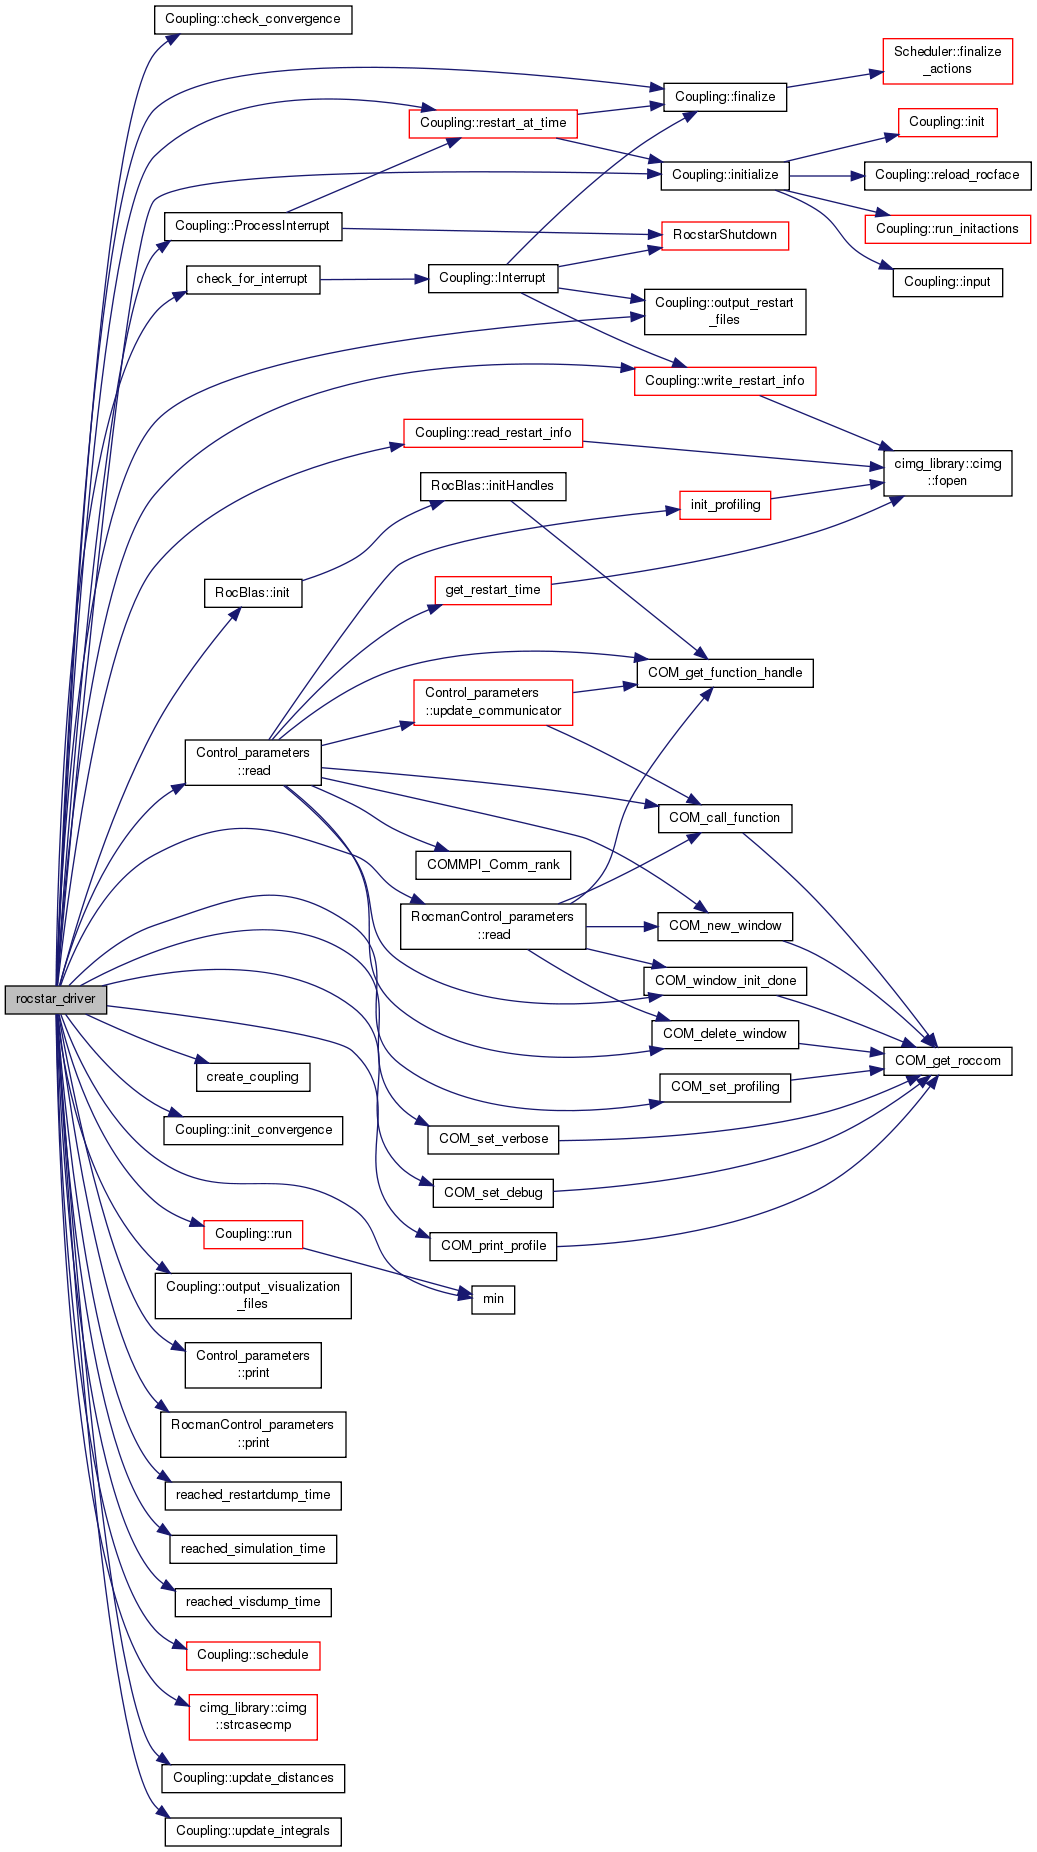 Coupling::check_convergence
Scheduler::finalize
_actions
Coupling::finalize
Coupling::restart_at_time
Coupling::init
Coupling::initialize
Coupling::reload_rocface
Coupling::ProcessInterrupt
RocstarShutdown
Coupling::run_initactions
check_for_interrupt
Coupling::Interrupt
Coupling::input
Coupling::output_restart
_files
Coupling::write_restart_info
Coupling::read_restart_info
cimg_library::cimg
::fopen
RocBlas::initHandles
init_profiling
RocBlas::init
get_restart_time
COM_get_function_handle
Control_parameters
::update_communicator
Control_parameters
::read
COM_call_function
COMMPI_Comm_rank
RocmanControl_parameters
::read
COM_new_window
COM_window_init_done
rocstar_driver
COM_delete_window
COM_get_roccom
create_coupling
COM_set_profiling
Coupling::init_convergence
COM_set_verbose
COM_set_debug
Coupling::run
COM_print_profile
Coupling::output_visualization
_files
min
Control_parameters
::print
RocmanControl_parameters
::print
reached_restartdump_time
reached_simulation_time
reached_visdump_time
Coupling::schedule
cimg_library::cimg
::strcasecmp
Coupling::update_distances
Coupling::update_integrals